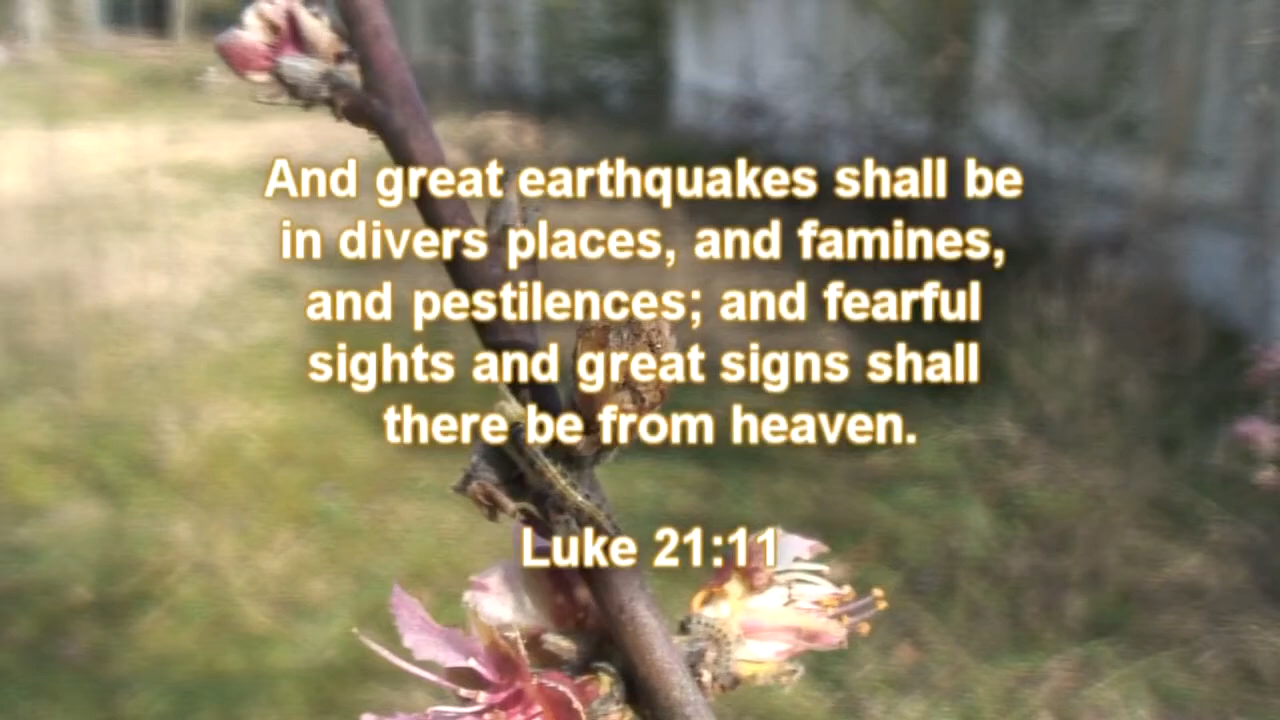 And great earthquakes shall be
in divers places, and famines,
and pestilences; and fearful
sights and great signs shall
there be from heaven.
Luke 21:11